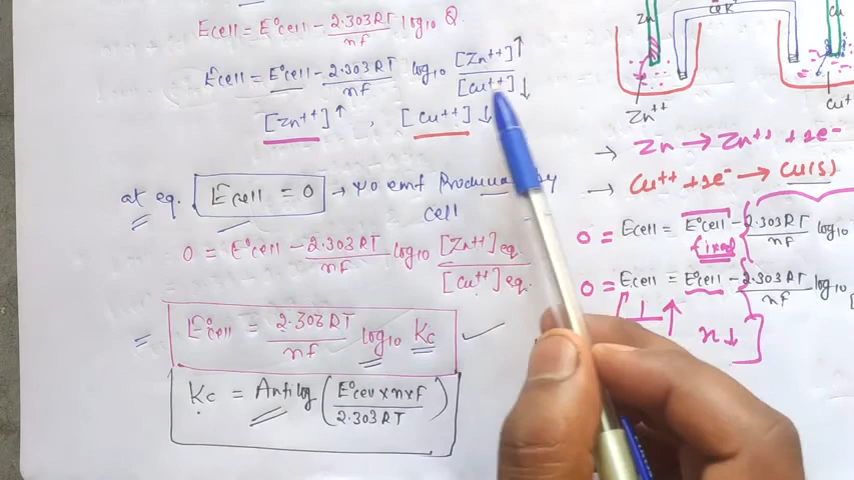 Ecell = E°cell - 2.303RT/nf log10 Q.
Ecell = E°cell - 2.303RT/nf log10 [Zn++]↑/[Cu++]↓
[Zn++]↑ , [Cu++]↓
at eq. Ecell = 0 → no emf
cell
0 = E°cell - 2.303RT/nf log10 [Zn++]eq/[Cu++]eq.
E°cell = 2.303RT/nf log10 Kc
Kc = Antilog (E°cell x n x F/2.303RT)
Zn
Cu
Zn++
Cu++
→ Zn → Zn++ + 2e-
→ Cu++ + 2e- → Cu(s)
0 = Ecell = E°cell - 2.303RT/nf log10
fixed
0 = Ecell = E°cell - 2.303RT/nf log10